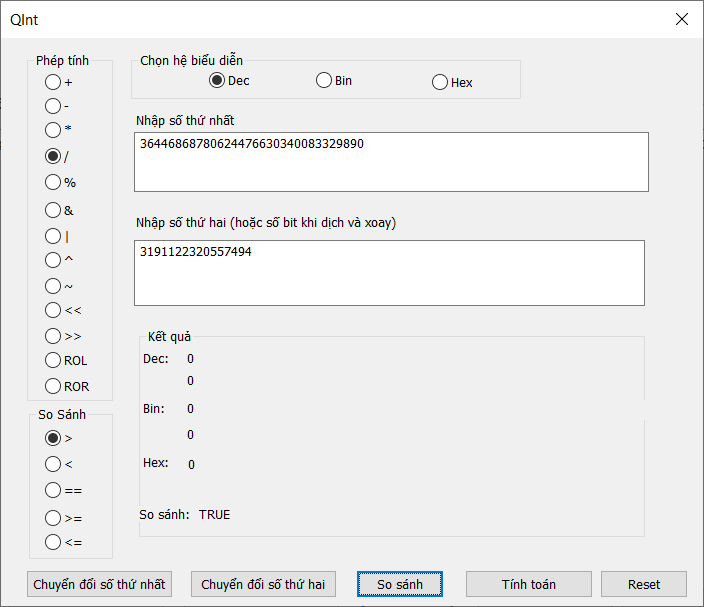 QInt
Phép tính
+
-
*
/
%
&
|
^
~
<<
>>
ROL
ROR
So Sánh
>
<
==
>=
<=
Chọn hệ biểu diễn
Dec Bin Hex
Nhập số thứ nhất
36446868780624476630340083329890
Nhập số thứ hai (hoặc số bit khi dịch và xoay)
3191122320557494
Kết quả
Dec: 0
0
Bin: 0
0
Hex: 0
So sánh: TRUE
Chuyển đổi số thứ nhất Chuyển đổi số thứ hai So sánh Tính toán Reset